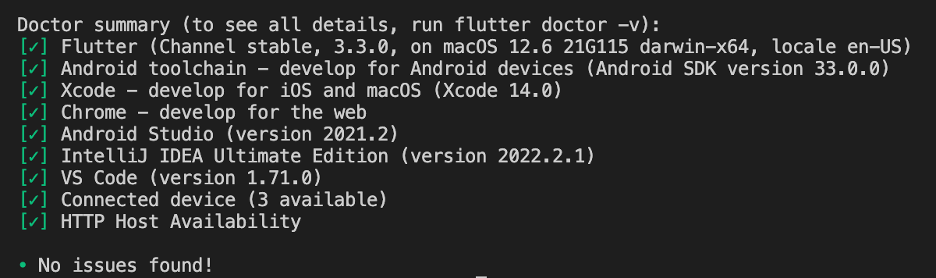 Doctor summary (to see all details, run flutter doctor -v):
[✓] Flutter (Channel stable, 3.3.0, on macOS 12.6 21G115 darwin-x64, locale en-US)
[✓] Android toolchain - develop for Android devices (Android SDK version 33.0.0)
[✓] Xcode - develop for iOS and macOS (Xcode 14.0)
[✓] Chrome - develop for the web
[✓] Android Studio (version 2021.2)
[✓] IntelliJ IDEA Ultimate Edition (version 2022.2.1)
[✓] VS Code (version 1.71.0)
[✓] Connected device (3 available)
[✓] HTTP Host Availability
• No issues found!